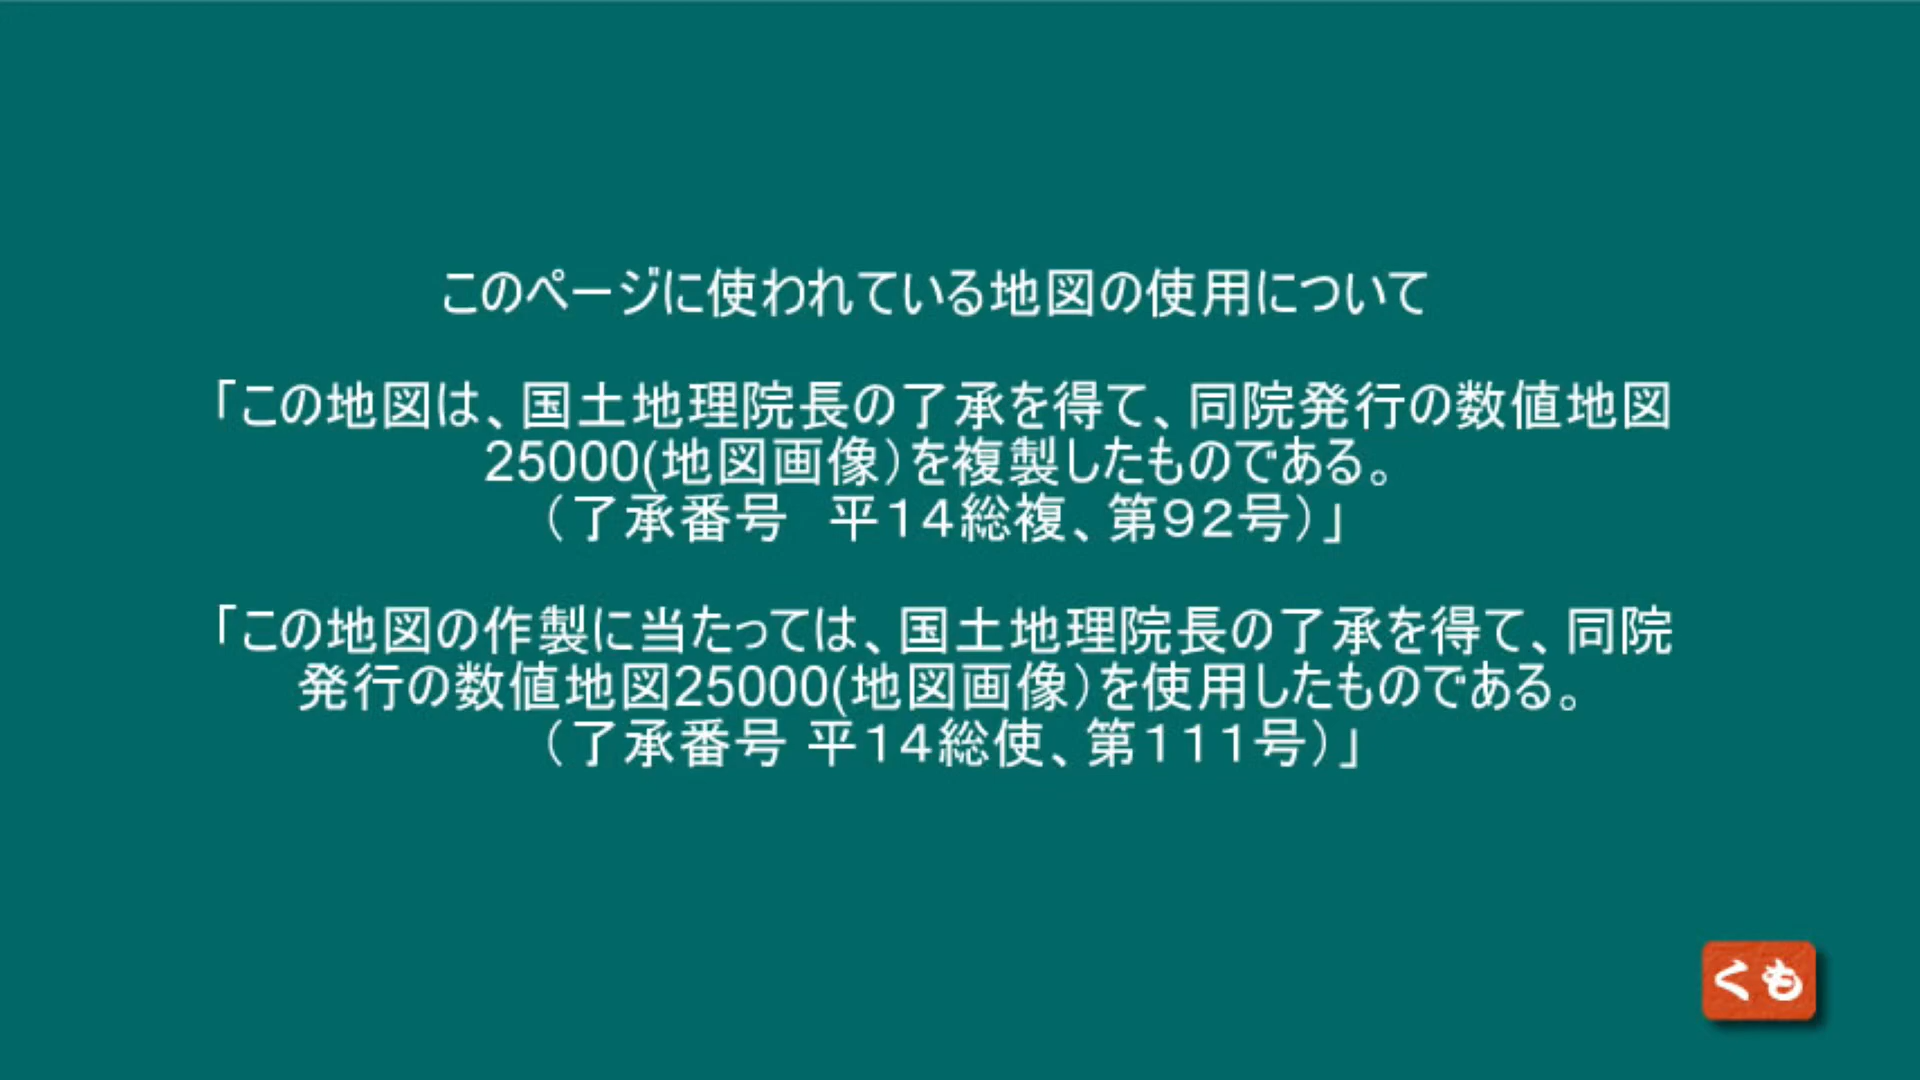 このページに使われている地図の使用について
「この地図は、国土地理院長の了承を得て、同院発行の数値地図
25000(地図画像）を複製したものである。
（了承番号　平１４総複、第９２号）」
「この地図の作製に当たっては、国土地理院長の了承を得て、同院
発行の数値地図25000(地図画像）を使用したものである。
（了承番号 平１４総使、第１１１号）」
くも